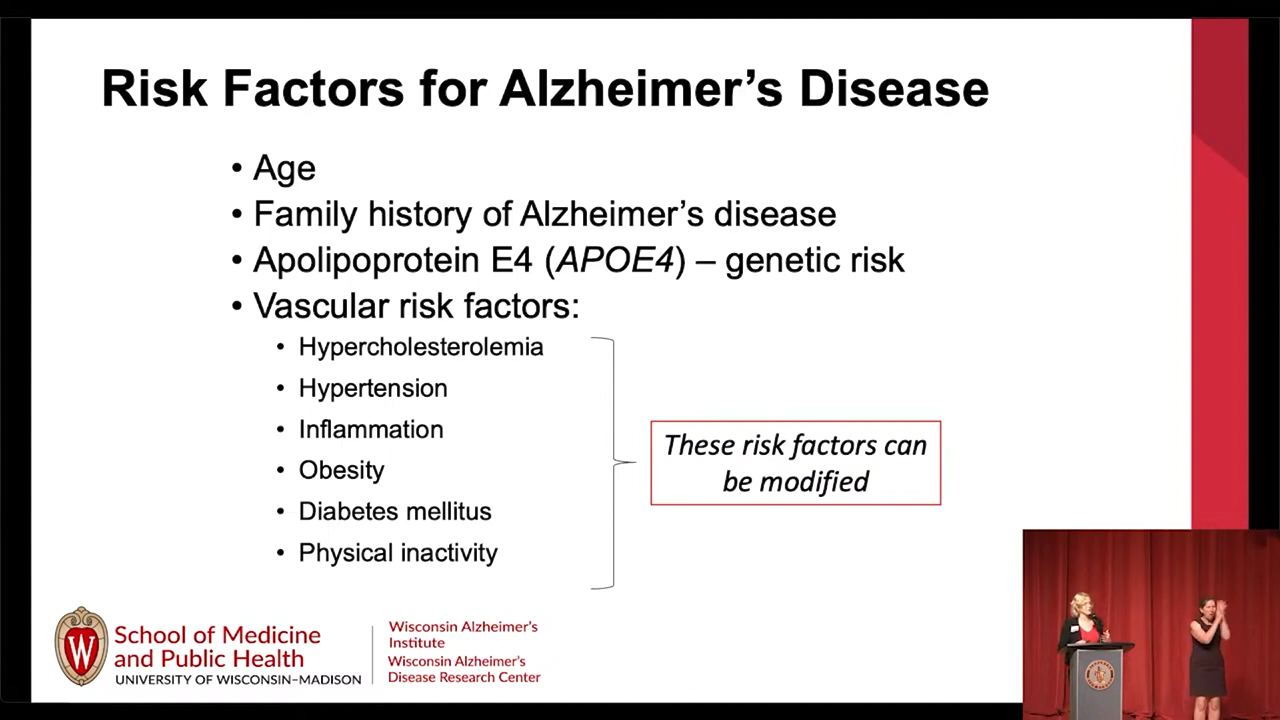 Risk Factors for Alzheimer's Disease
• Age
• Family history of Alzheimer's disease
• Apolipoprotein E4 (APOE4) – genetic risk
• Vascular risk factors:
• Hypercholesterolemia
• Hypertension
• Inflammation
• Obesity
• Diabetes mellitus
• Physical inactivity
These risk factors can
be modified
W
School of Medicine
and Public Health
UNIVERSITY OF WISCONSIN–MADISON
Wisconsin Alzheimer's
Institute
Wisconsin Alzheimer's
Disease Research Center